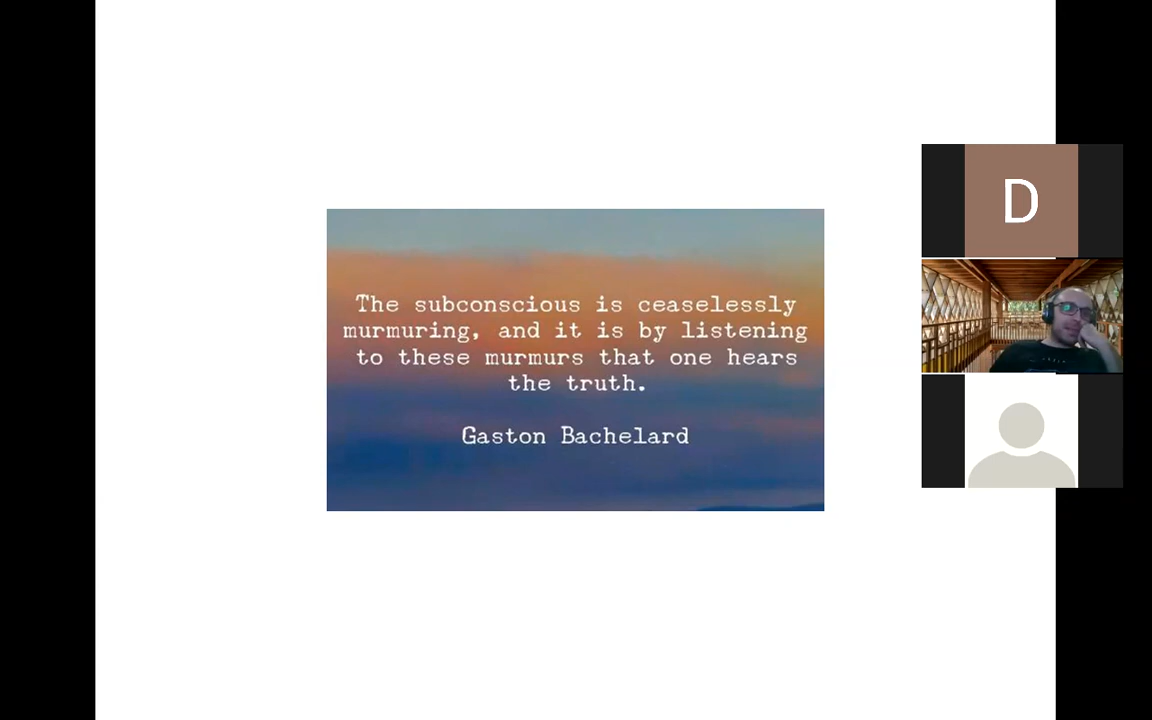 The subconscious is ceaselessly
murmuring, and it is by listening
to these murmurs that one hears
the truth.
Gaston Bachelard
D